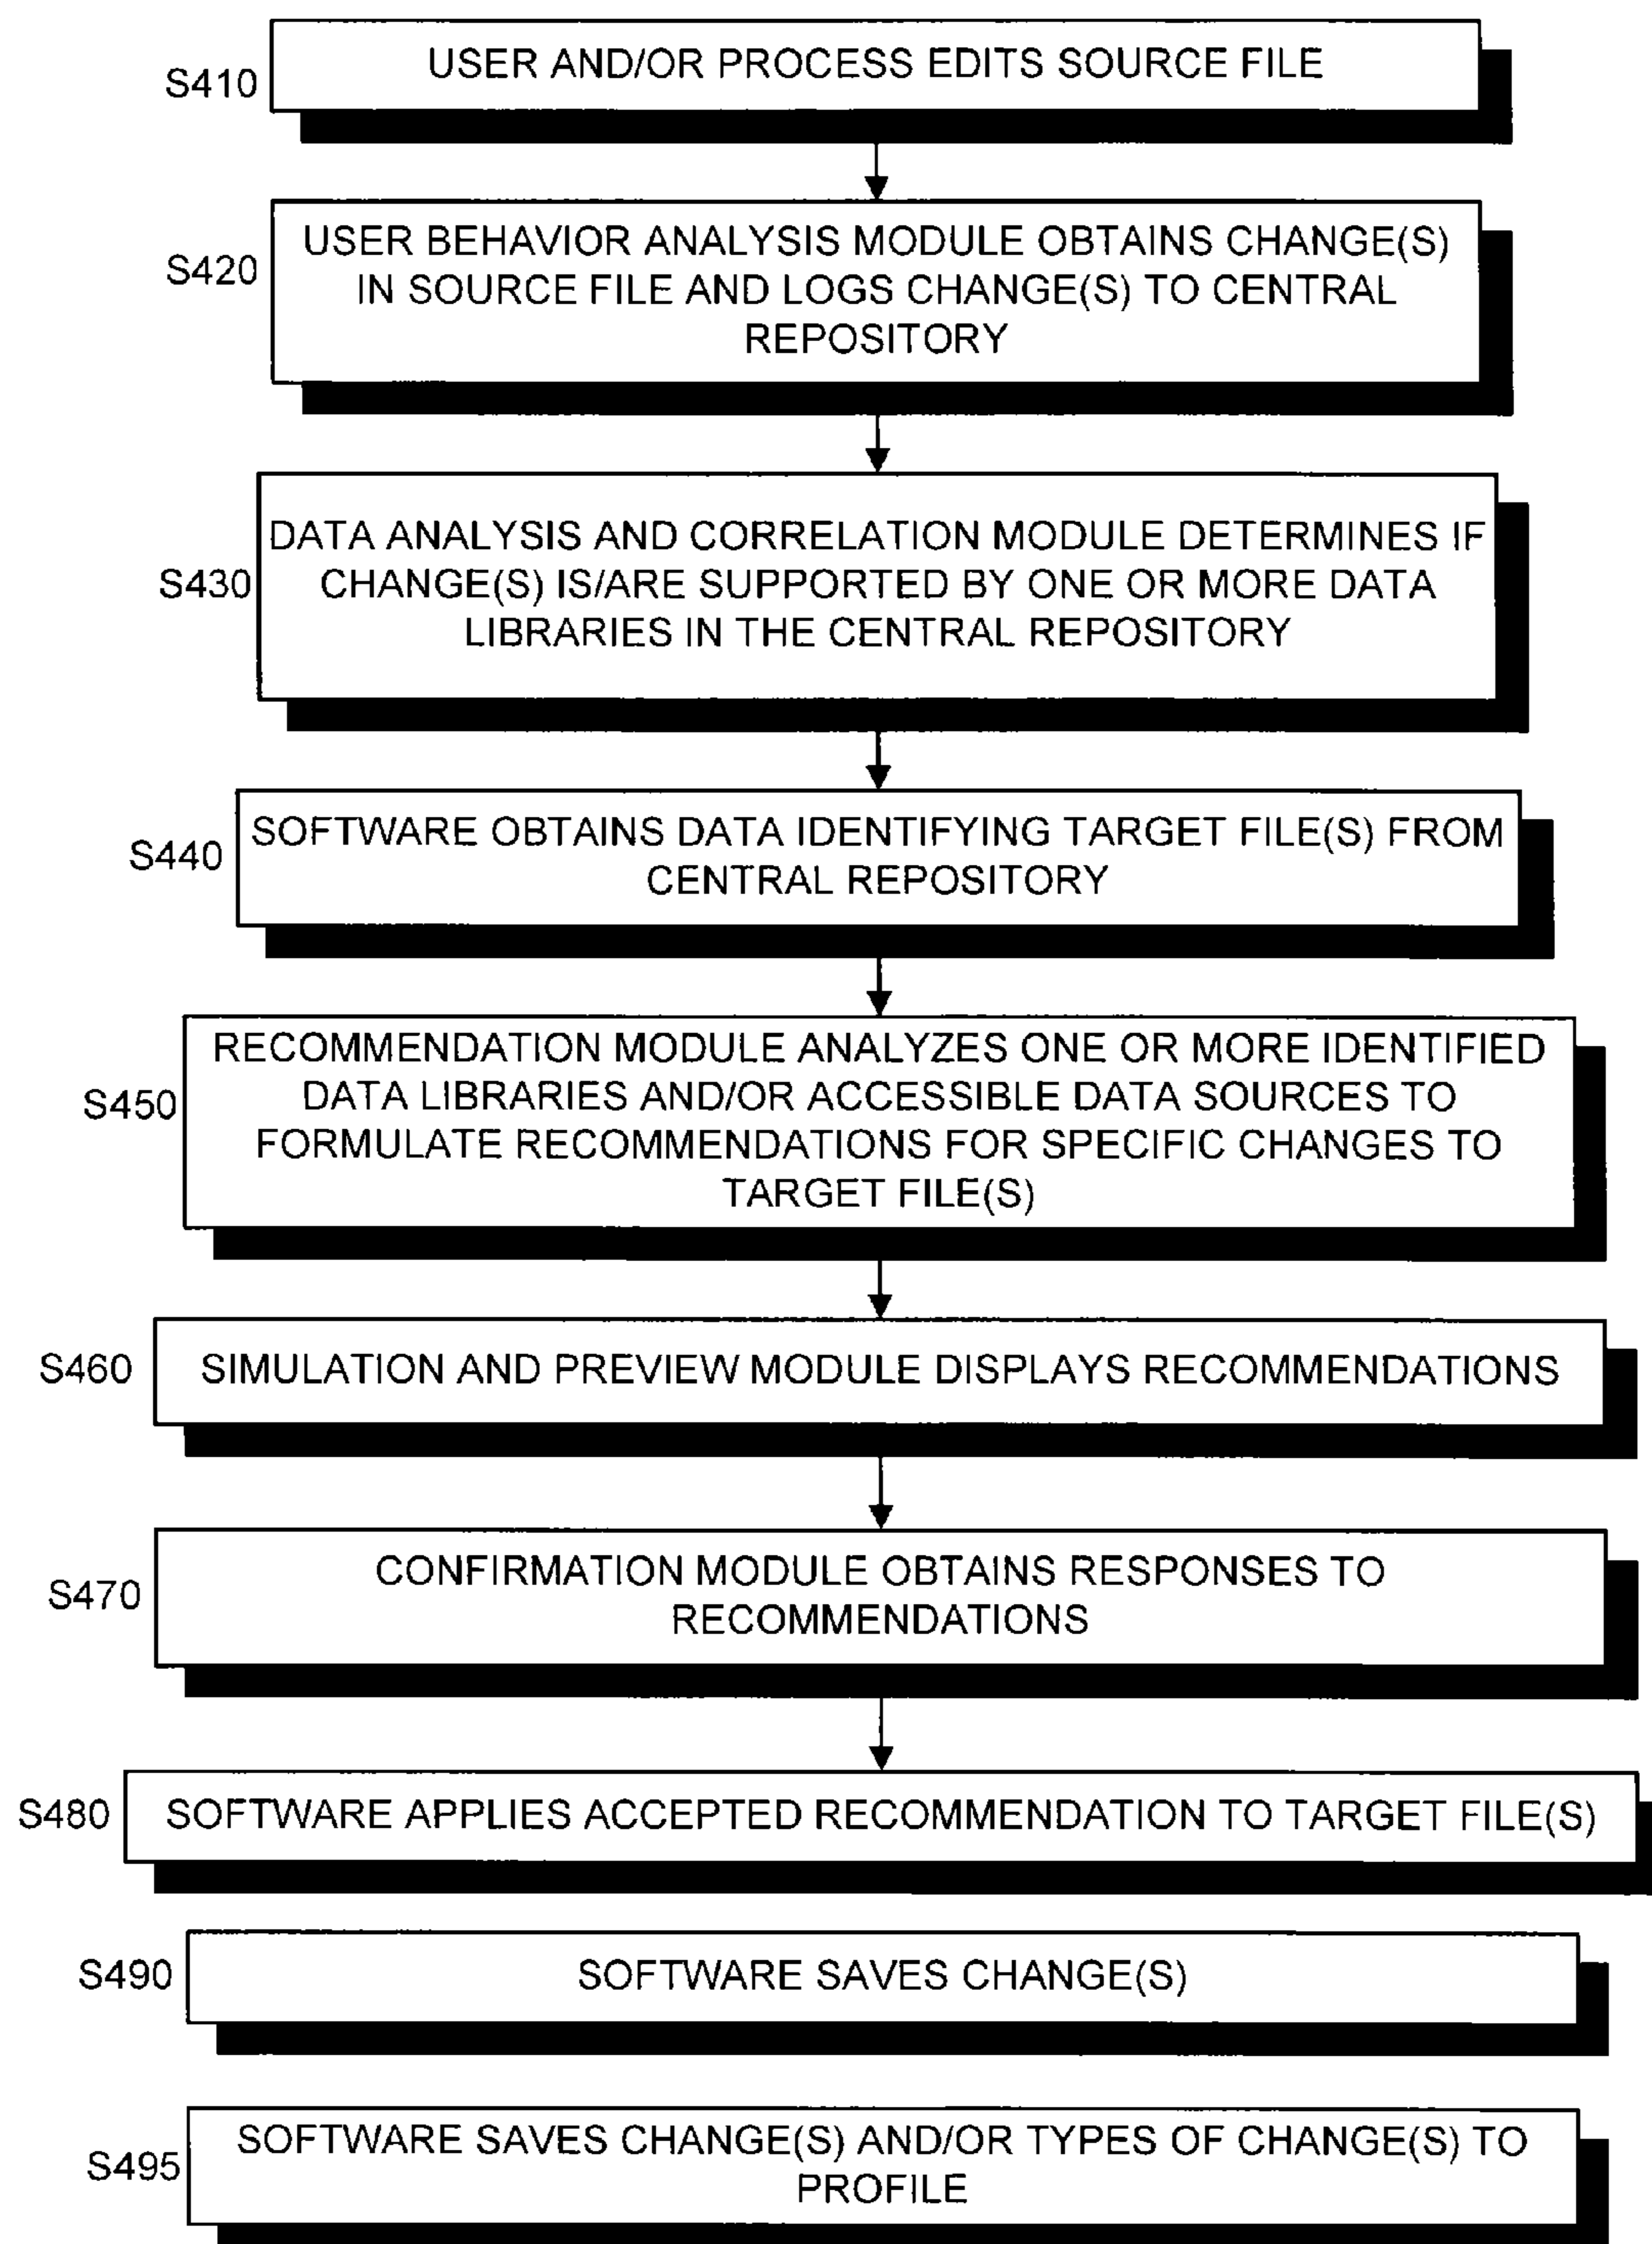 S410
USER AND/OR PROCESS EDITS SOURCE FILE
S420
USER BEHAVIOR ANALYSIS MODULE OBTAINS CHANGE(S)
IN SOURCE FILE AND LOGS CHANGE(S) TO CENTRAL
REPOSITORY
S430
DATA ANALYSIS AND CORRELATION MODULE DETERMINES IF
CHANGE(S) IS/ARE SUPPORTED BY ONE OR MORE DATA
LIBRARIES IN THE CENTRAL REPOSITORY
S440
SOFTWARE OBTAINS DATA IDENTIFYING TARGET FILE(S) FROM
CENTRAL REPOSITORY
S450
RECOMMENDATION MODULE ANALYZES ONE OR MORE IDENTIFIED
DATA LIBRARIES AND/OR ACCESSIBLE DATA SOURCES TO
FORMULATE RECOMMENDATIONS FOR SPECIFIC CHANGES TO
TARGET FILE(S)
S460
SIMULATION AND PREVIEW MODULE DISPLAYS RECOMMENDATIONS
S470
CONFIRMATION MODULE OBTAINS RESPONSES TO
RECOMMENDATIONS
S480
SOFTWARE APPLIES ACCEPTED RECOMMENDATION TO TARGET FILE(S)
S490
SOFTWARE SAVES CHANGE(S)
S495
SOFTWARE SAVES CHANGE(S) AND/OR TYPES OF CHANGE(S) TO
PROFILE